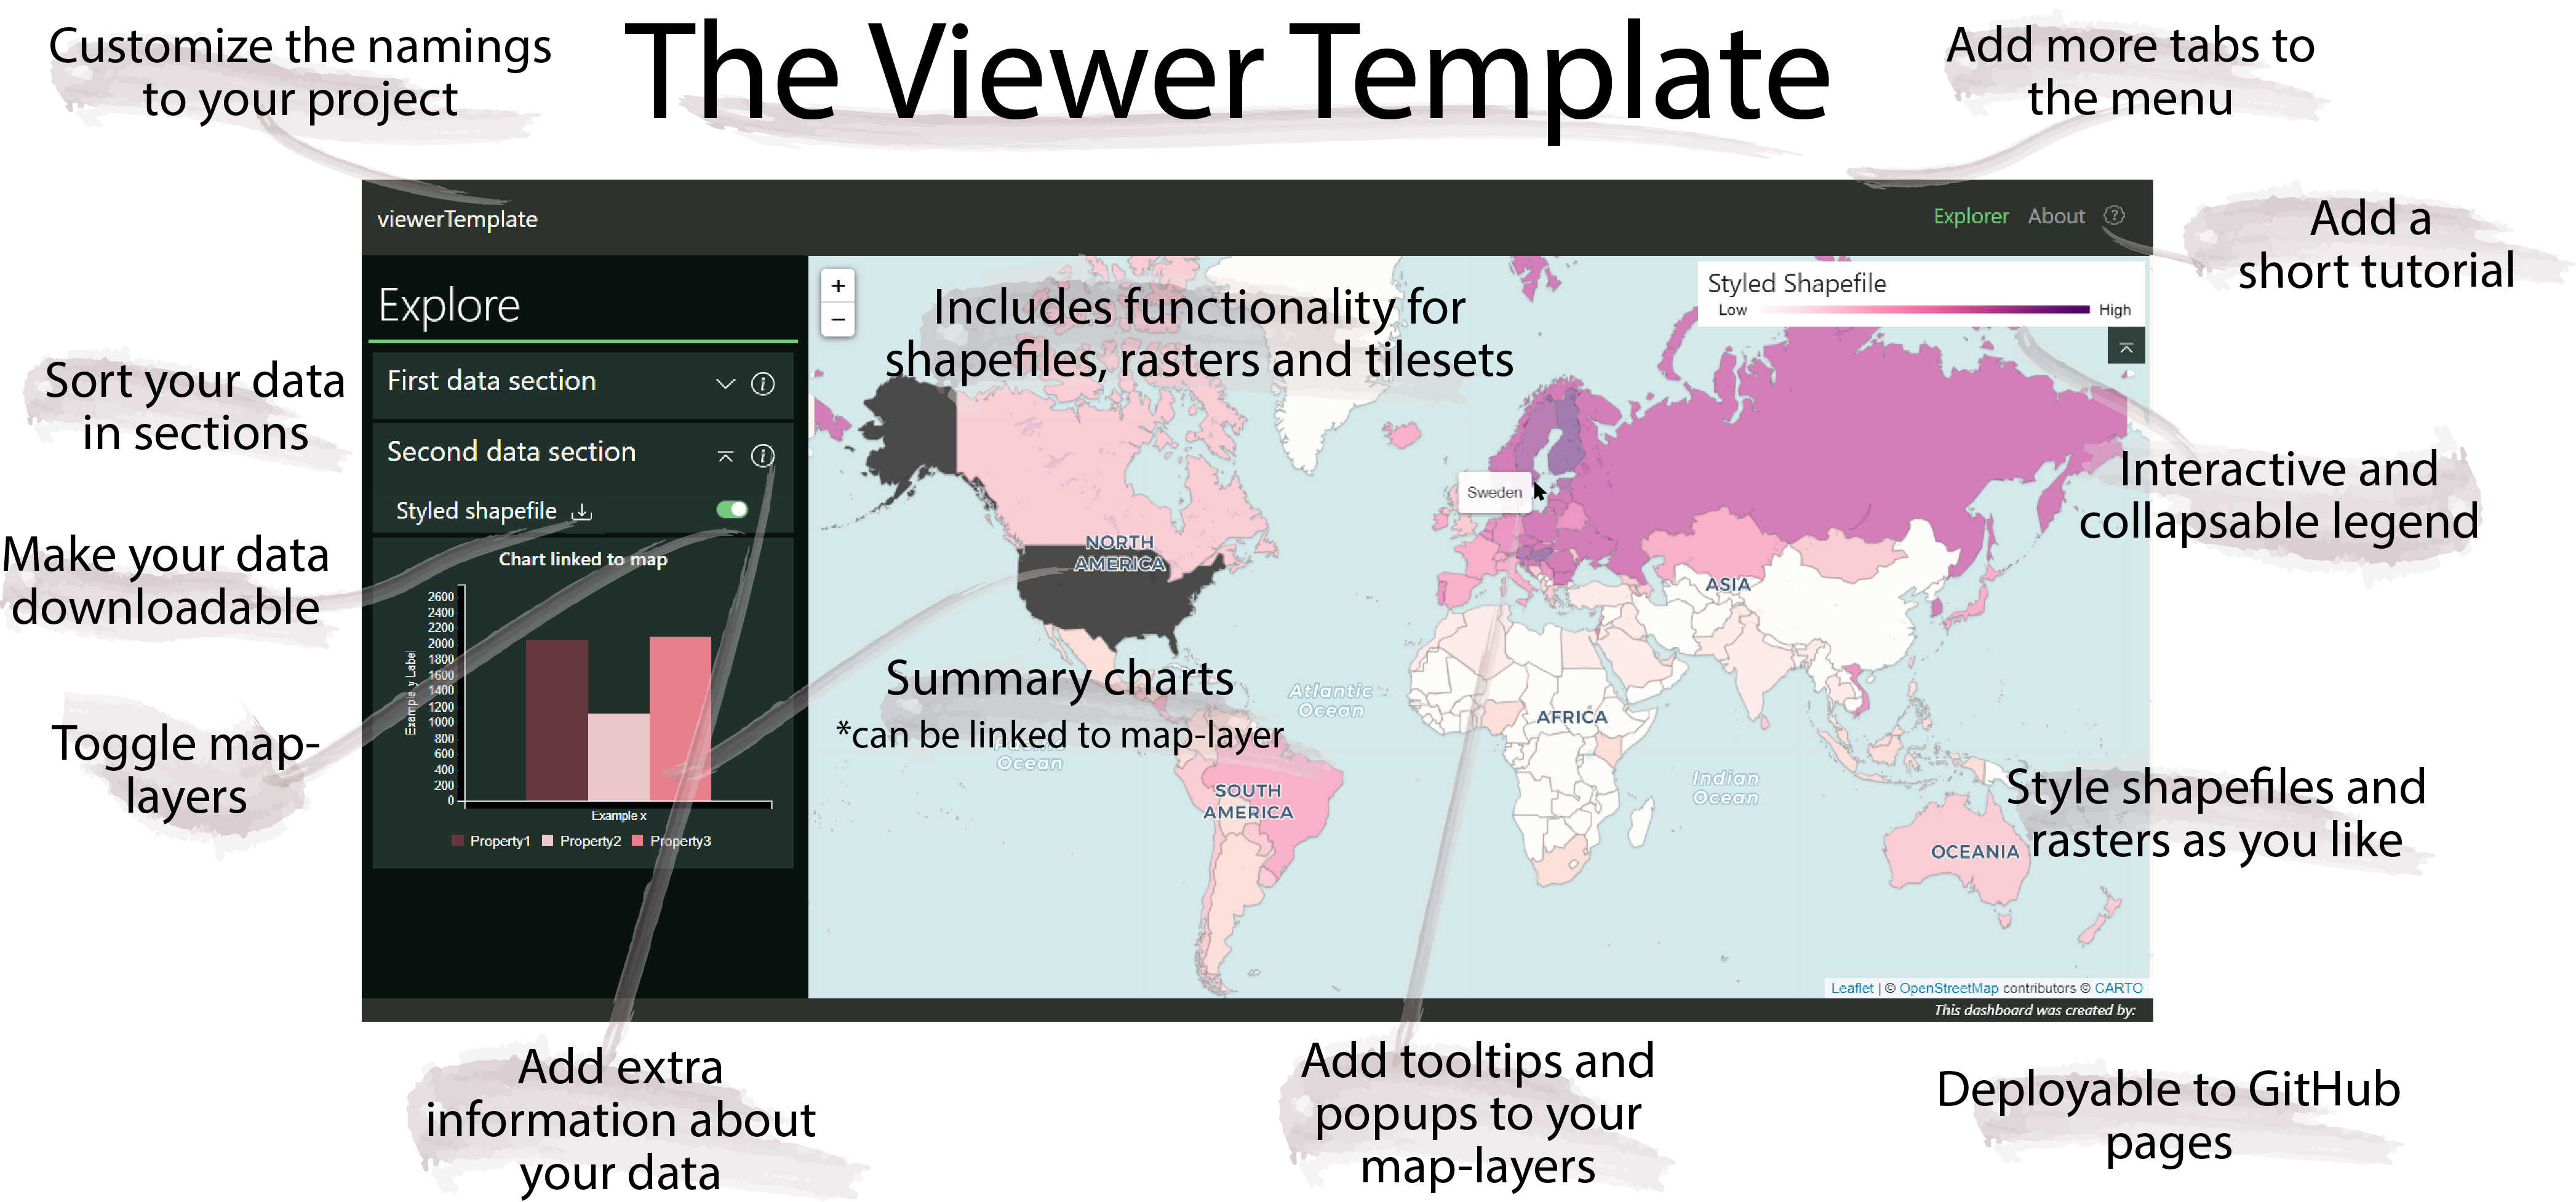 The Viewer Template
Customize the namings
to your project
Add more tabs to
the menu
Add a
short tutorial
viewerTemplate
Explorer About ?
Explore
First data section
Second data section
Styled shapefile
Chart linked to map
2600
2400
2200
2000
1800
1600
1400
1200
1000
800
600
400
200
0
Example y Label
Example x
Property1 Property2 Property3
Sort your data
in sections
Make your data
downloadable
Toggle map-
layers
+
−
Includes functionality for
shapefiles, rasters and tilesets
Styled Shapefile
Low High
Sweden
NORTH
AMERICA
ASIA
Summary charts
*can be linked to map-layer
Atlantic
Ocean
Pacific
Ocean
AFRICA
SOUTH
AMERICA
Indian
Ocean
OCEANIA
Interactive and
collapsable legend
Style shapefiles and
rasters as you like
Leaflet | © OpenStreetMap contributors © CARTO
This dashboard was created by:
Add extra
information about
your data
Add tooltips and
popups to your
map-layers
Deployable to GitHub
pages